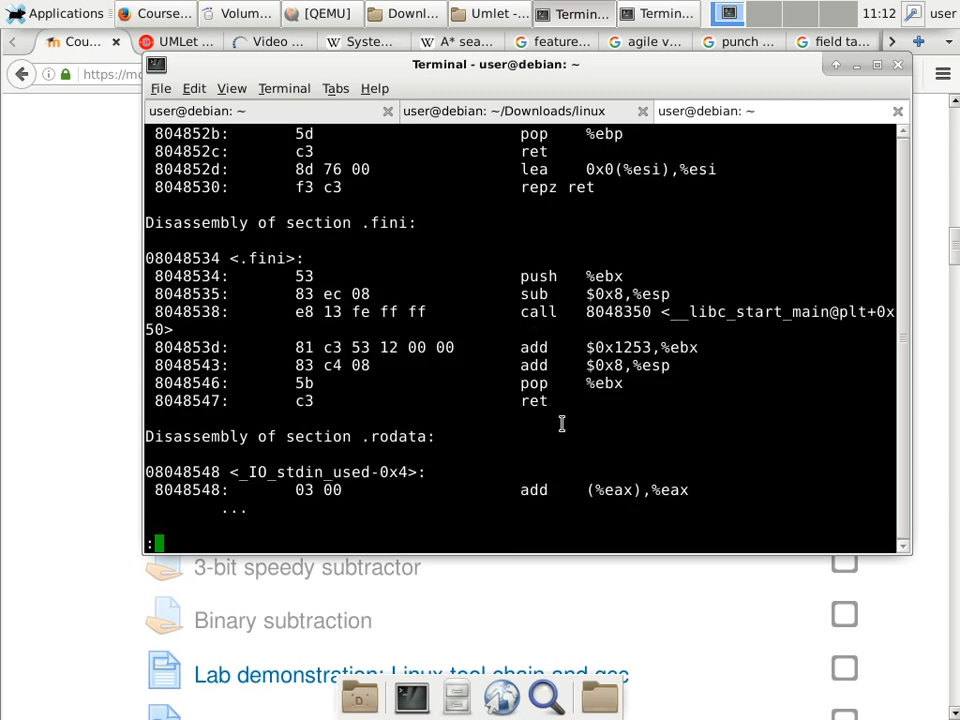 Applications
Course...
Volum...
[QEMU]
Downl...
Umlet -...
Termin...
Termin...
11:12
user
Cou...
UMLet ...
Video ...
Syste...
A* sea...
feature...
agile v...
punch ...
field ta...
https://mo
Terminal - user@debian: ~
File Edit View Terminal Tabs Help
user@debian: ~
user@debian: ~/Downloads/linux
user@debian: ~
804852b: 5d pop %ebp
804852c: c3 ret
804852d: 8d 76 00 lea 0x0(%esi),%esi
8048530: f3 c3 repz ret
Disassembly of section .fini:
08048534 <.fini>:
8048534: 53 push %ebx
8048535: 83 ec 08 sub $0x8,%esp
8048538: e8 13 fe ff ff call 8048350 <__libc_start_main@plt+0x
50>
804853d: 81 c3 53 12 00 00 add $0x1253,%ebx
8048543: 83 c4 08 add $0x8,%esp
8048546: 5b pop %ebx
8048547: c3 ret
Disassembly of section .rodata:
08048548 <_IO_stdin_used-0x4>:
8048548: 03 00 add (%eax),%eax
...
:
3-bit speedy subtractor
Binary subtraction
Lab demonstration: Linux tool chain and gcc